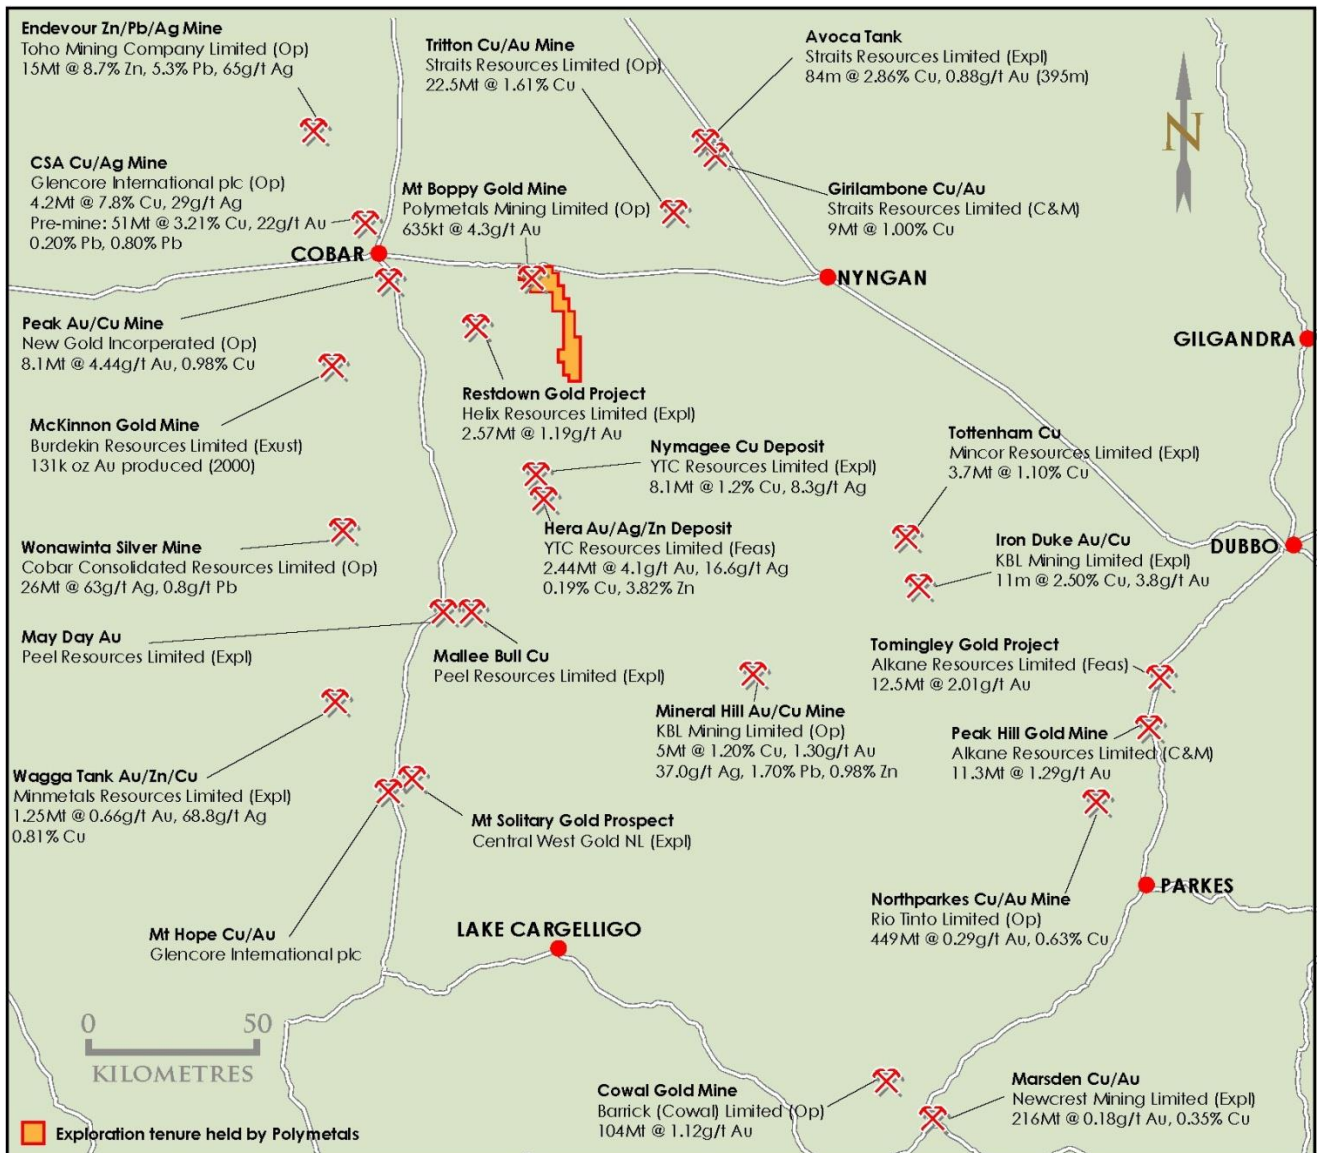 Endevour Zn/Pb/Ag Mine
Toho Mining Company Limited (Op)
15Mt @ 8.7% Zn, 5.3% Pb, 65g/t Ag
Tritton Cu/Au Mine
Straits Resources Limited (Op)
22.5Mt @ 1.61% Cu
Avoca Tank
Straits Resources Limited (Expl)
84m @ 2.86% Cu, 0.88g/t Au (395m)
N
CSA Cu/Ag Mine
Glencore International plc (Op)
4.2Mt @ 7.8% Cu, 29g/t Ag
Pre-mine: 51Mt @ 3.21% Cu, 22g/t Au
0.20% Pb, 0.80% Pb
Mt Boppy Gold Mine
Polymetals Mining Limited (Op)
635kt @ 4.3g/t Au
Girilambone Cu/Au
Straits Resources Limited (C&M)
9Mt @ 1.00% Cu
COBAR
NYNGAN
GILGANDRA
Peak Au/Cu Mine
New Gold Incorperated (Op)
8.1Mt @ 4.44g/t Au, 0.98% Cu
Restdown Gold Project
Helix Resources Limited (Expl)
2.57Mt @ 1.19g/t Au
McKinnon Gold Mine
Burdekin Resources Limited (Exust)
131k oz Au produced (2000)
Nymagee Cu Deposit
YTC Resources Limited (Expl)
8.1Mt @ 1.2% Cu, 8.3g/t Ag
Tottenham Cu
Mincor Resources Limited (Expl)
3.7Mt @ 1.10% Cu
Hera Au/Ag/Zn Deposit
YTC Resources Limited (Feas)
2.44Mt @ 4.1g/t Au, 16.6g/t Ag
0.19% Cu, 3.82% Zn
Iron Duke Au/Cu
KBL Mining Limited (Expl)
11m @ 2.50% Cu, 3.8g/t Au
DUBBO
Wonawinta Silver Mine
Cobar Consolidated Resources Limited (Op)
26Mt @ 63g/t Ag, 0.8g/t Pb
May Day Au
Peel Resources Limited (Expl)
Mallee Bull Cu
Peel Resources Limited (Expl)
Tomingley Gold Project
Alkane Resources Limited (Feas)
12.5Mt @ 2.01g/t Au
Mineral Hill Au/Cu Mine
KBL Mining Limited (Op)
5Mt @ 1.20% Cu, 1.30g/t Au
37.0g/t Ag, 1.70% Pb, 0.98% Zn
Peak Hill Gold Mine
Alkane Resources Limited (C&M)
11.3Mt @ 1.29g/t Au
Wagga Tank Au/Zn/Cu
Minmetals Resources Limited (Expl)
1.25Mt @ 0.66g/t Au, 68.8g/t Ag
0.81% Cu
Mt Solitary Gold Prospect
Central West Gold NL (Expl)
Northparkes Cu/Au Mine
Rio Tinto Limited (Op)
449Mt @ 0.29g/t Au, 0.63% Cu
PARKES
Mt Hope Cu/Au
Glencore International plc
LAKE CARGELLIGO
0 50
KILOMETRES
Cowal Gold Mine
Barrick (Cowal) Limited (Op)
104Mt @ 1.12g/t Au
Marsden Cu/Au
Newcrest Mining Limited (Expl)
216Mt @ 0.18g/t Au, 0.35% Cu
Exploration tenure held by Polymetals